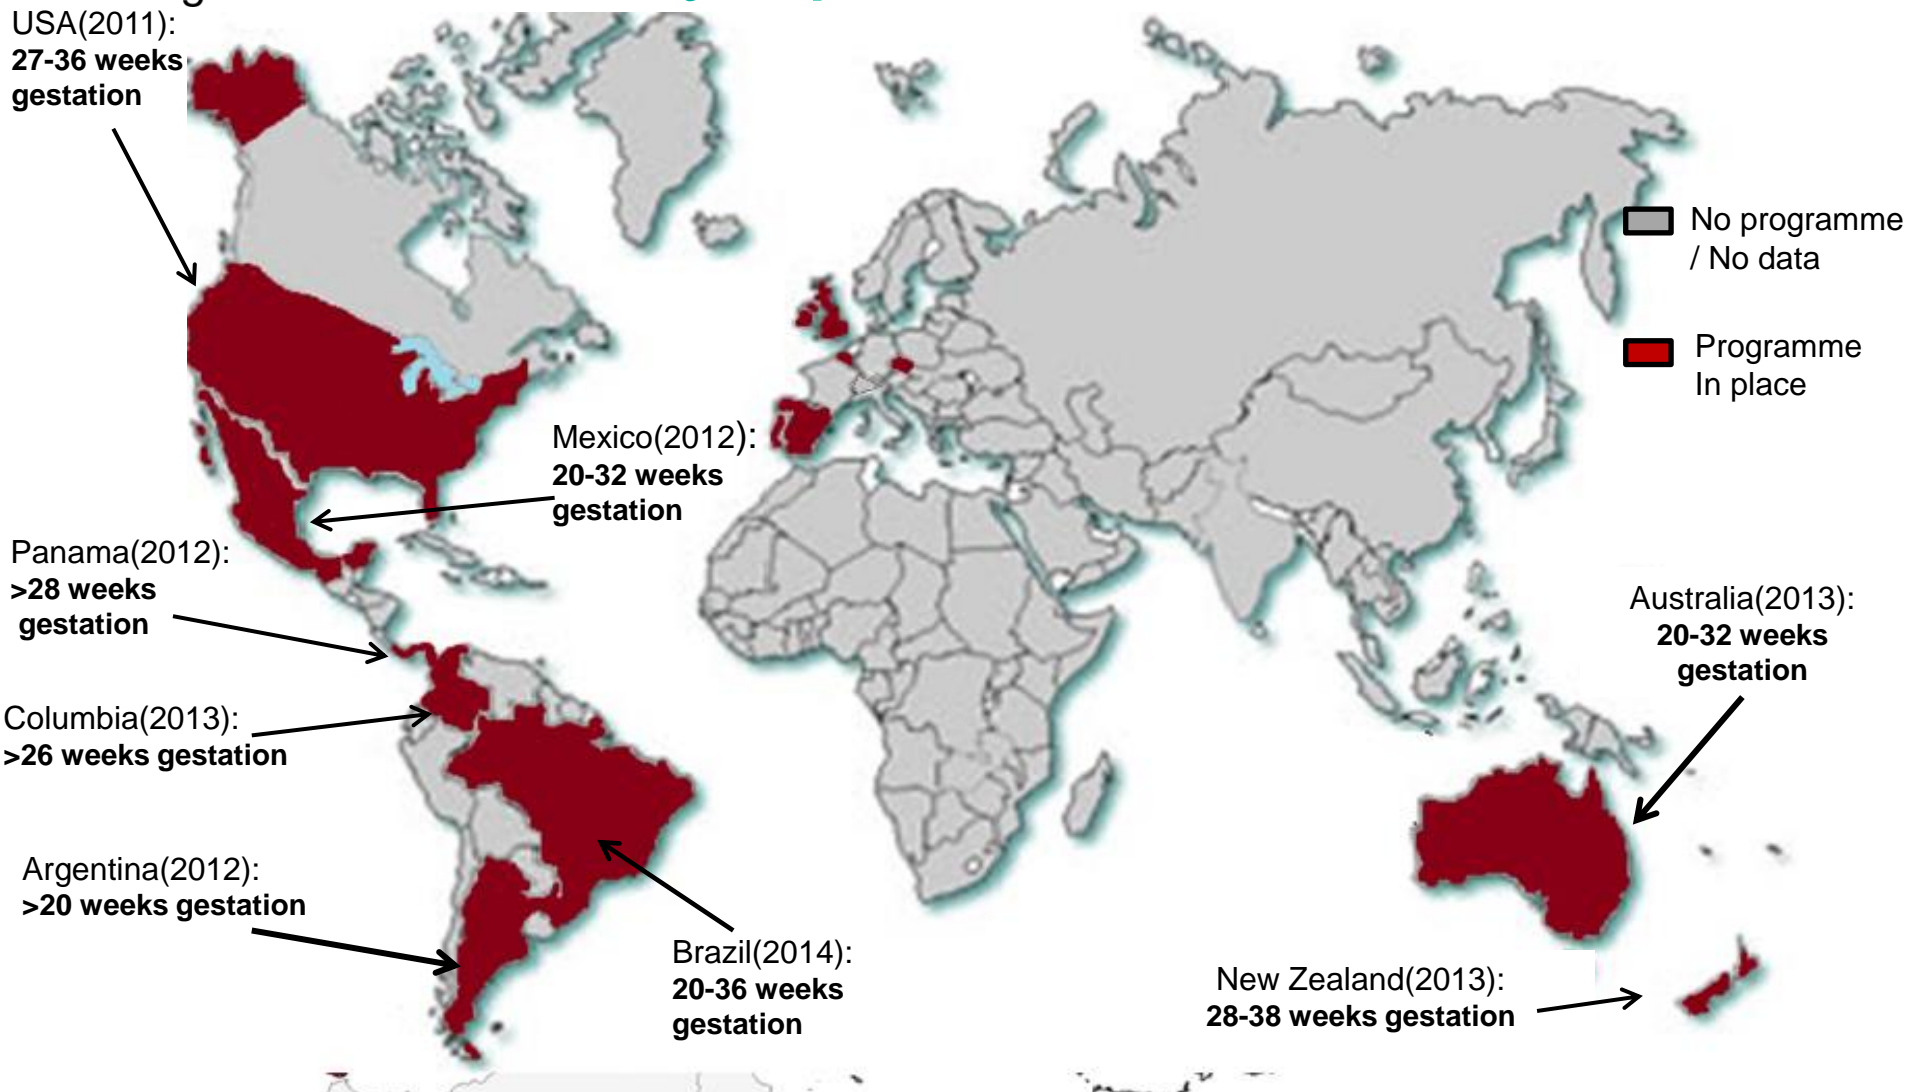 USA(2011):
27-36 weeks
gestation
No programme
/ No data
Programme
In place
Mexico(2012):
20-32 weeks
gestation
Panama(2012):
>28 weeks
gestation
Australia(2013):
20-32 weeks
gestation
Columbia(2013):
>26 weeks gestation
Argentina(2012):
>20 weeks gestation
Brazil(2014):
20-36 weeks
gestation
New Zealand(2013):
28-38 weeks gestation